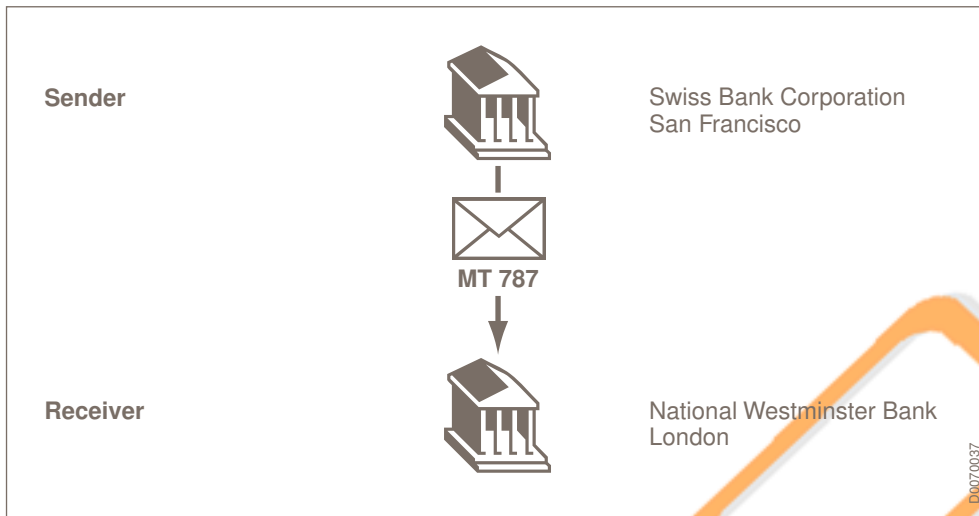 Sender
Swiss Bank Corporation
San Francisco
MT 787
Receiver
National Westminster Bank
London
D0070037